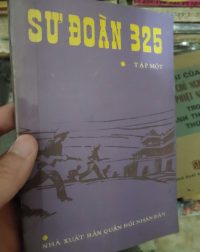 SƯ ĐOÀN 325
TẬP MỘT
NHÀ XUẤT BẢN QUÂN ĐỘI NHÂN DÂN